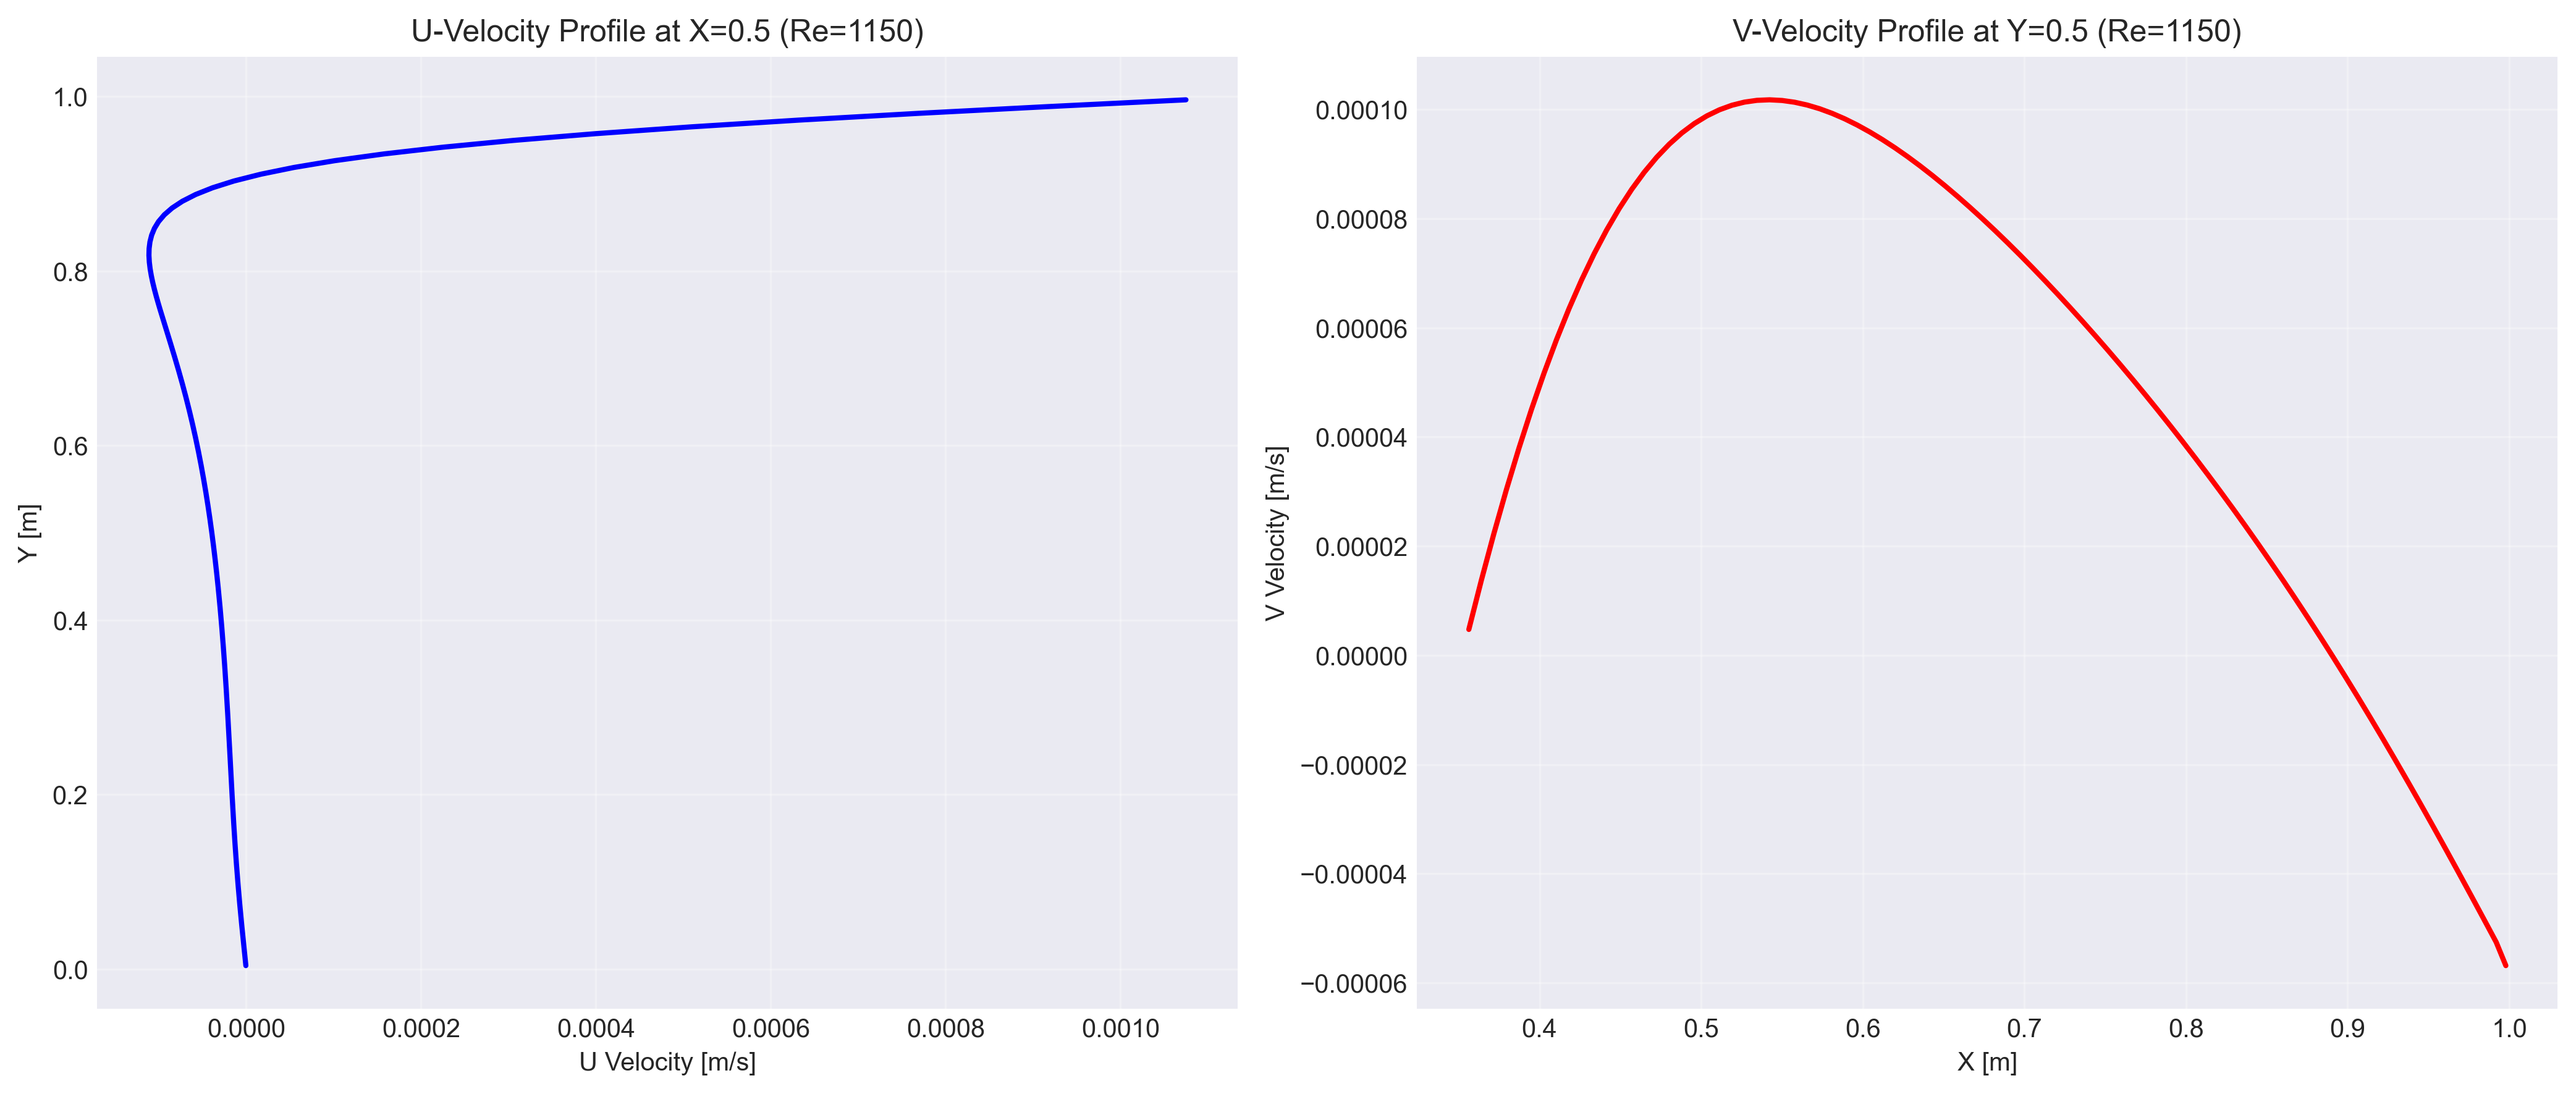 U-Velocity Profile at X=0.5 (Re=1150)
1.0
0.8
0.6
0.4
0.2
0.0
Y [m]
0.0000 0.0002 0.0004 0.0006 0.0008 0.0010
U Velocity [m/s]
V-Velocity Profile at Y=0.5 (Re=1150)
0.00010
0.00008
0.00006
0.00004
0.00002
0.00000
−0.00002
−0.00004
−0.00006
V Velocity [m/s]
0.4 0.5 0.6 0.7 0.8 0.9 1.0
X [m]